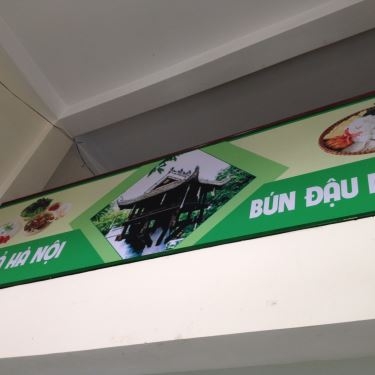 HÀ NỘI
BÚN ĐẬU